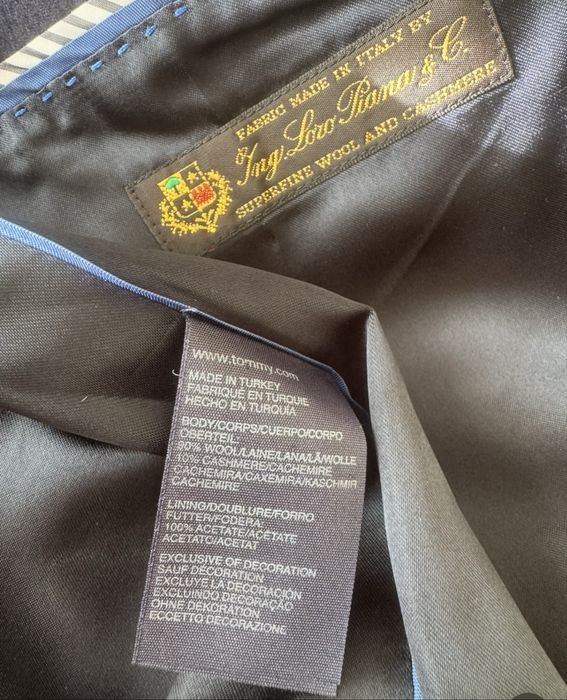 FABRIC MADE IN ITALY BY
Ing. Loro Piana & C.
SUPERFINE WOOL AND CASHMERE
www.tommy.com
MADE IN TURKEY
FABRIQUE EN TURQUIE
HECHO EN TURQUÍA
BODY/CORPS/CUERPO/CORPO
OBERTEIL:
90% WOOL/LAINE/LANA/LÃ/WOLLE
10% CASHMERE/CACHEMIRE
CACHEMIRA/CAXEMIRA/KASCHMIR
CACHEMIRE
LINING/DOUBLURE/FORRO
FUTTER/FODERA:
100% ACETATE/ACÉTATE
ACETATO/ACETAT
EXCLUSIVE OF DECORATION
SAUF DÉCORATION
EXCLUYE LA DECORACIÓN
EXCLUINDO DECORAÇÃO
OHNE DEKORATION
ECCETTO DECORAZIONE